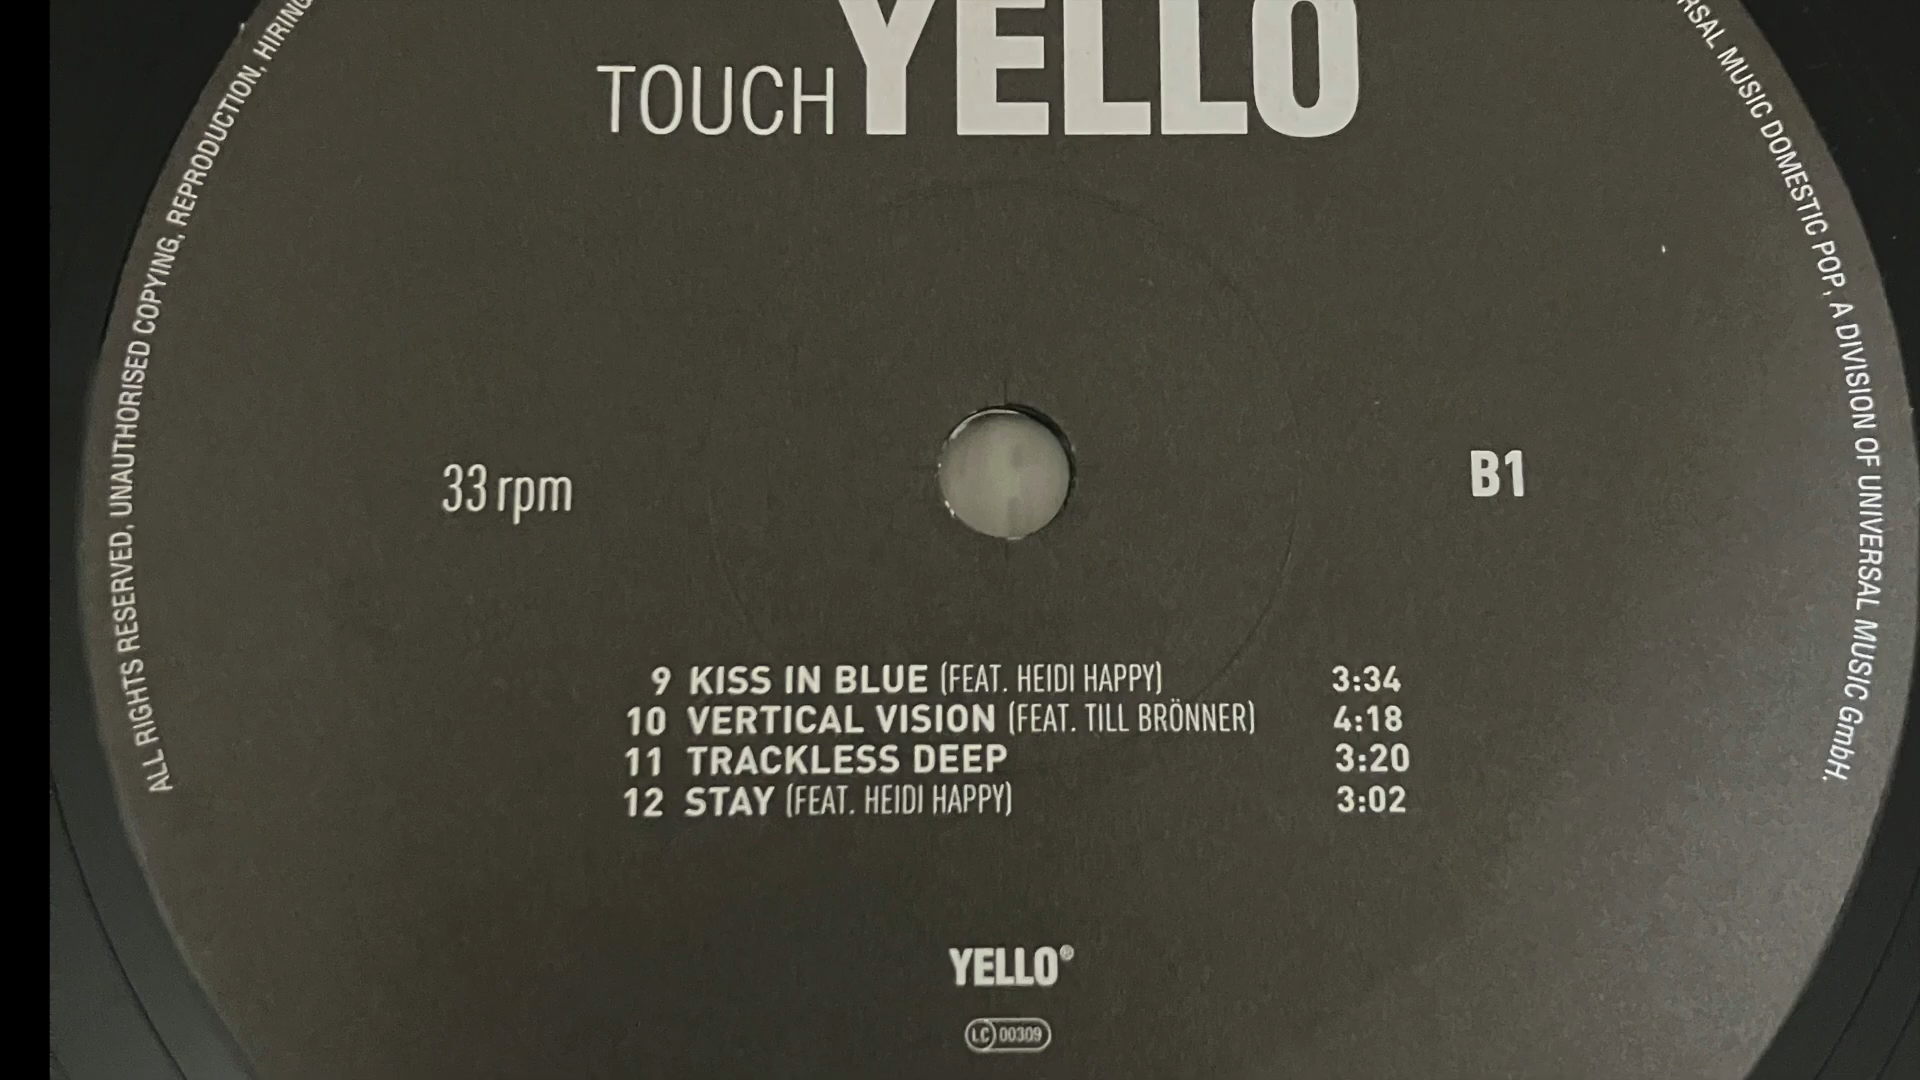 TOUCH YELLO
ALL RIGHTS RESERVED, UNAUTHORISED COPYING, REPRODUCTION, HIRING
MUSIC DOMESTIC POP, A DIVISION OF UNIVERSAL MUSIC GmbH.
33 rpm
B1
9 KISS IN BLUE (FEAT. HEIDI HAPPY) 3:34
10 VERTICAL VISION (FEAT. TILL BRÖNNER) 4:18
11 TRACKLESS DEEP 3:20
12 STAY (FEAT. HEIDI HAPPY) 3:02
YELLO®
LC 00309